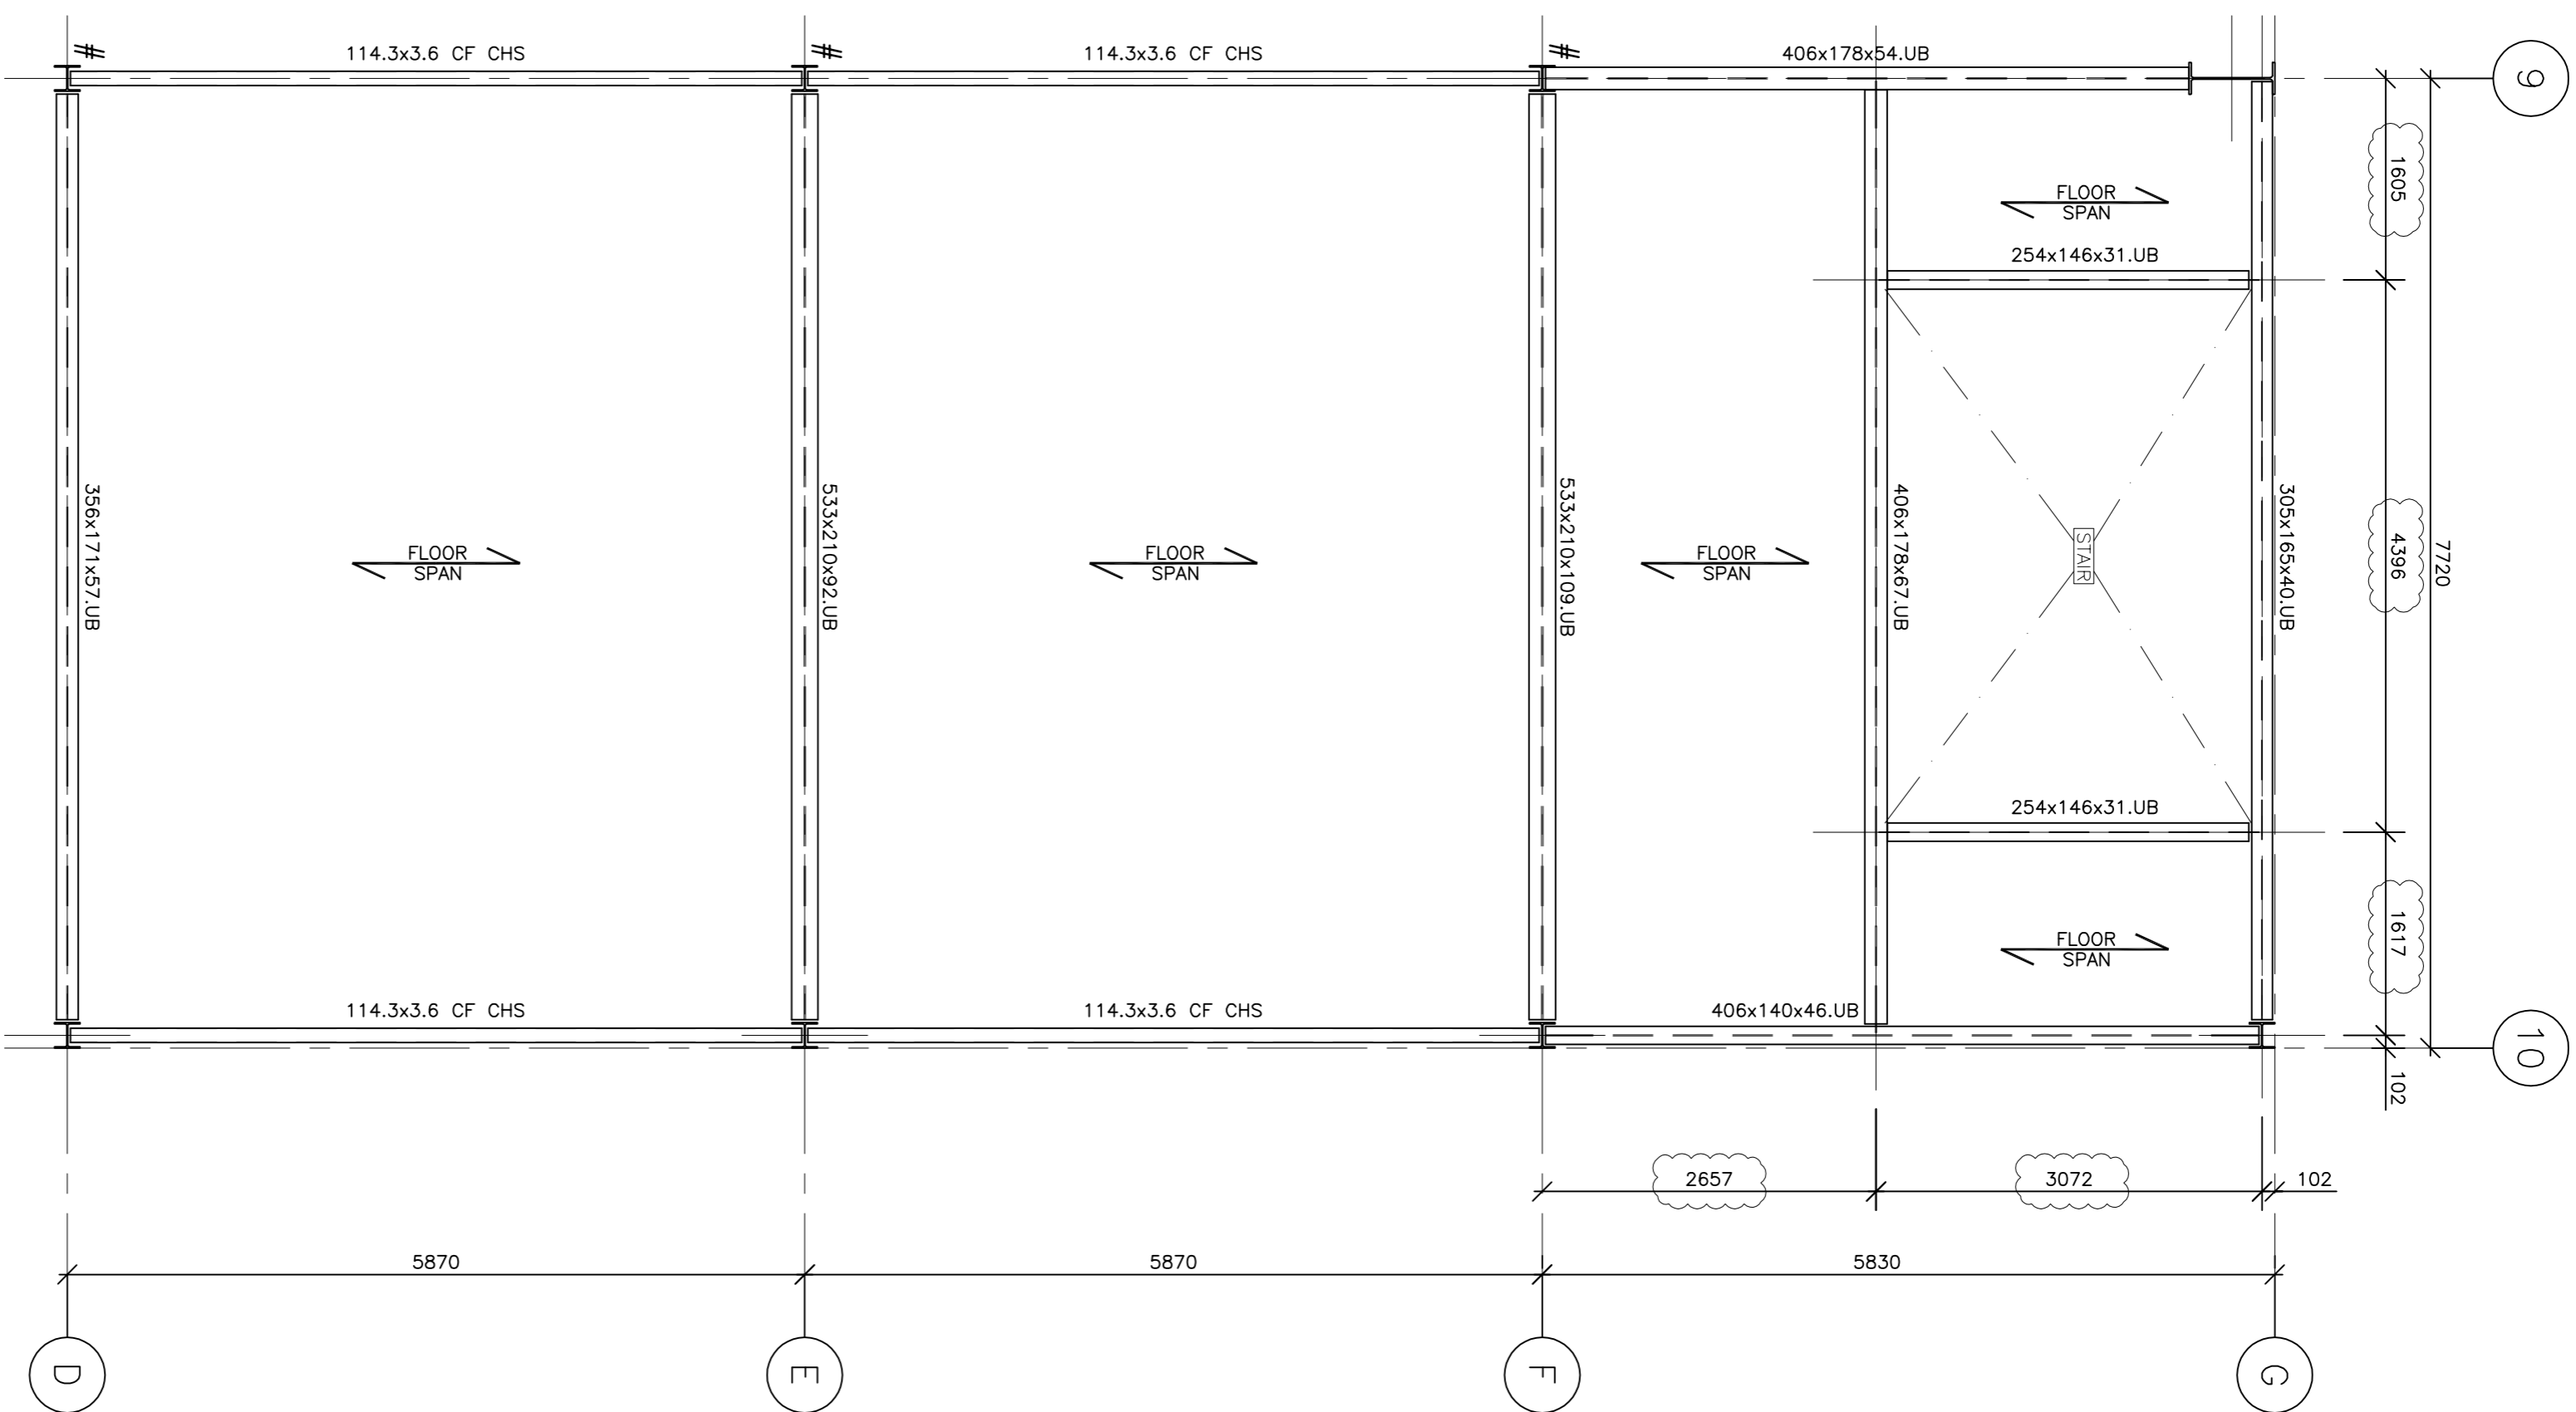 #
114.3x3.6 CF CHS
#
114.3x3.6 CF CHS
#
406x178x54.UB
9
1605
FLOOR
SPAN
254x146x31.UB
356x171x57.UB
FLOOR
SPAN
533x210x92.UB
FLOOR
SPAN
533x210x109.UB
FLOOR
SPAN
406x178x67.UB
STAIR
305x165x40.UB
4396
7720
254x146x31.UB
FLOOR
SPAN
1617
114.3x3.6 CF CHS
114.3x3.6 CF CHS
406x140x46.UB
10
102
2657
3072
102
5870
5870
5830
D
E
F
G